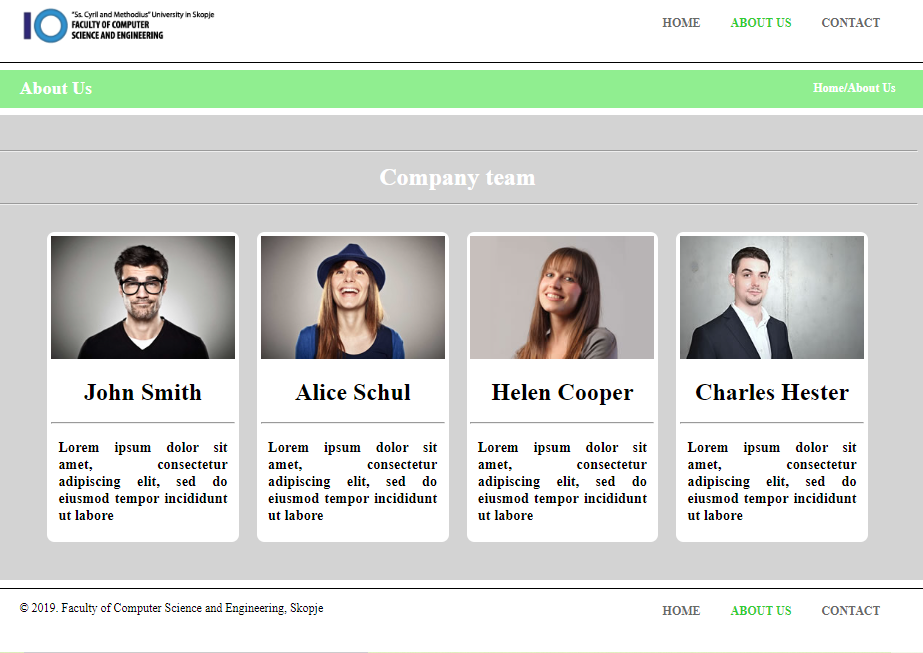 "Ss. Cyril and Methodius" University in Skopje
FACULTY OF COMPUTER
SCIENCE AND ENGINEERING
HOME ABOUT US CONTACT
About Us
Home/About Us
Company team
John Smith
Lorem ipsum dolor sit
amet, consectetur
adipiscing elit, sed do
eiusmod tempor incididunt
ut labore
Alice Schul
Lorem ipsum dolor sit
amet, consectetur
adipiscing elit, sed do
eiusmod tempor incididunt
ut labore
Helen Cooper
Lorem ipsum dolor sit
amet, consectetur
adipiscing elit, sed do
eiusmod tempor incididunt
ut labore
Charles Hester
Lorem ipsum dolor sit
amet, consectetur
adipiscing elit, sed do
eiusmod tempor incididunt
ut labore
© 2019. Faculty of Computer Science and Engineering, Skopje
HOME ABOUT US CONTACT